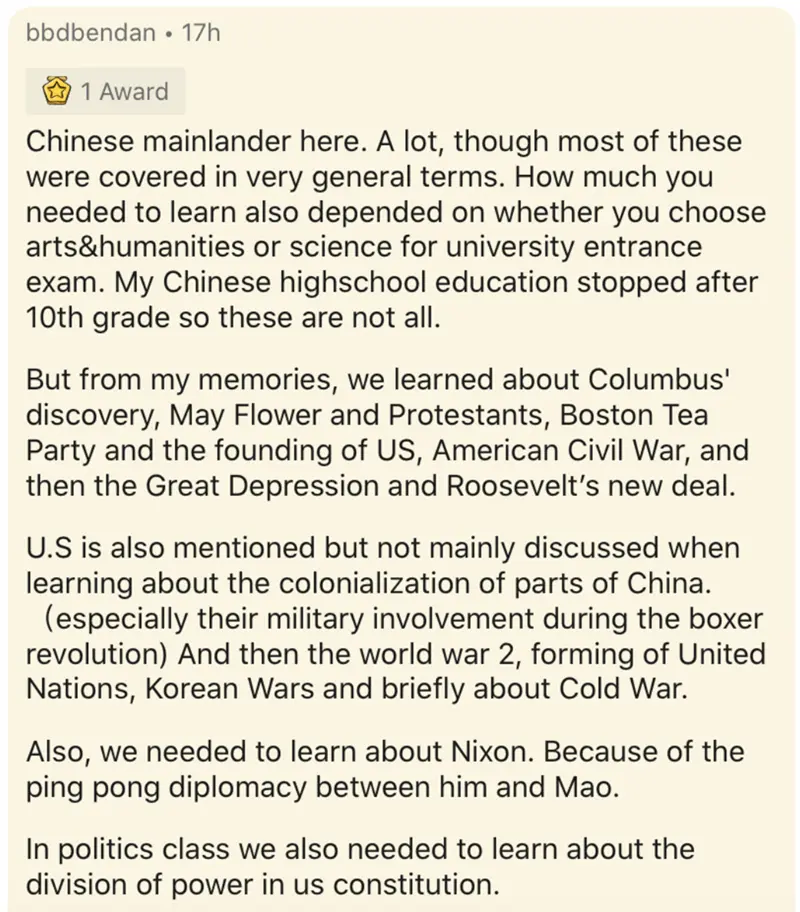 bbdbendan • 17h
1 Award
Chinese mainlander here. A lot, though most of these
were covered in very general terms. How much you
needed to learn also depended on whether you choose
arts&humanities or science for university entrance
exam. My Chinese highschool education stopped after
10th grade so these are not all.
But from my memories, we learned about Columbus'
discovery, May Flower and Protestants, Boston Tea
Party and the founding of US, American Civil War, and
then the Great Depression and Roosevelt’s new deal.
U.S is also mentioned but not mainly discussed when
learning about the colonialization of parts of China.
（especially their military involvement during the boxer
revolution) And then the world war 2, forming of United
Nations, Korean Wars and briefly about Cold War.
Also, we needed to learn about Nixon. Because of the
ping pong diplomacy between him and Mao.
In politics class we also needed to learn about the
division of power in us constitution.